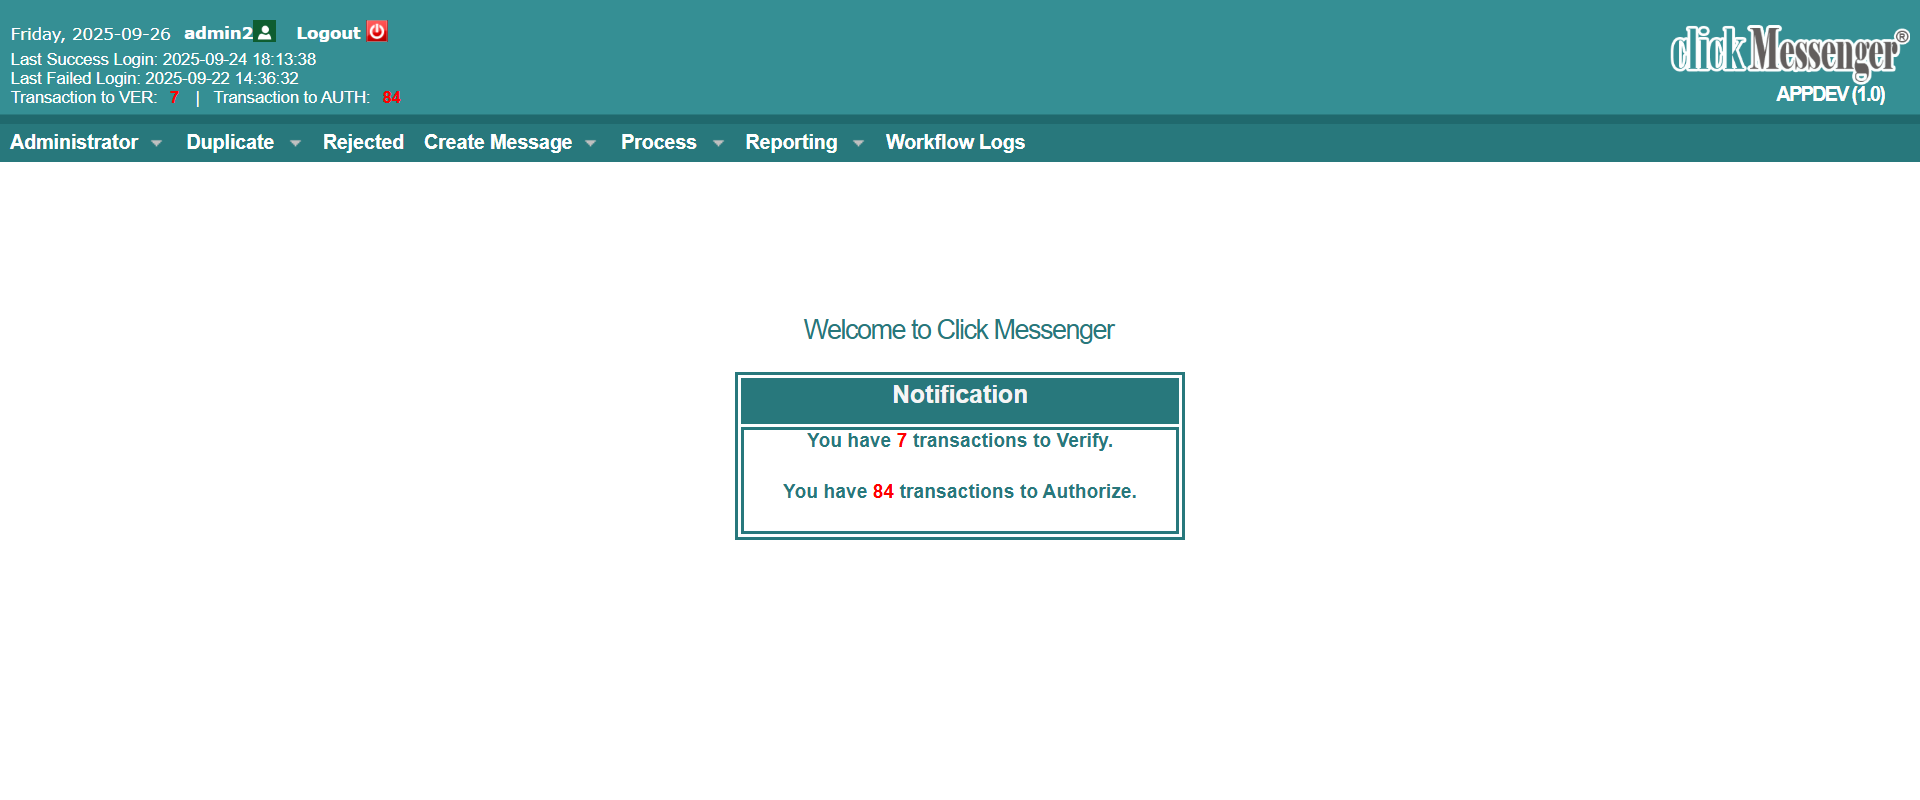 Friday, 2025-09-26 admin2 Logout
Last Success Login: 2025-09-24 18:13:38
Last Failed Login: 2025-09-22 14:36:32
Transaction to VER: 7 | Transaction to AUTH: 84
clickMessenger®
APPDEV (1.0)
Administrator Duplicate Rejected Create Message Process Reporting Workflow Logs
Welcome to Click Messenger
Notification
You have 7 transactions to Verify.
You have 84 transactions to Authorize.